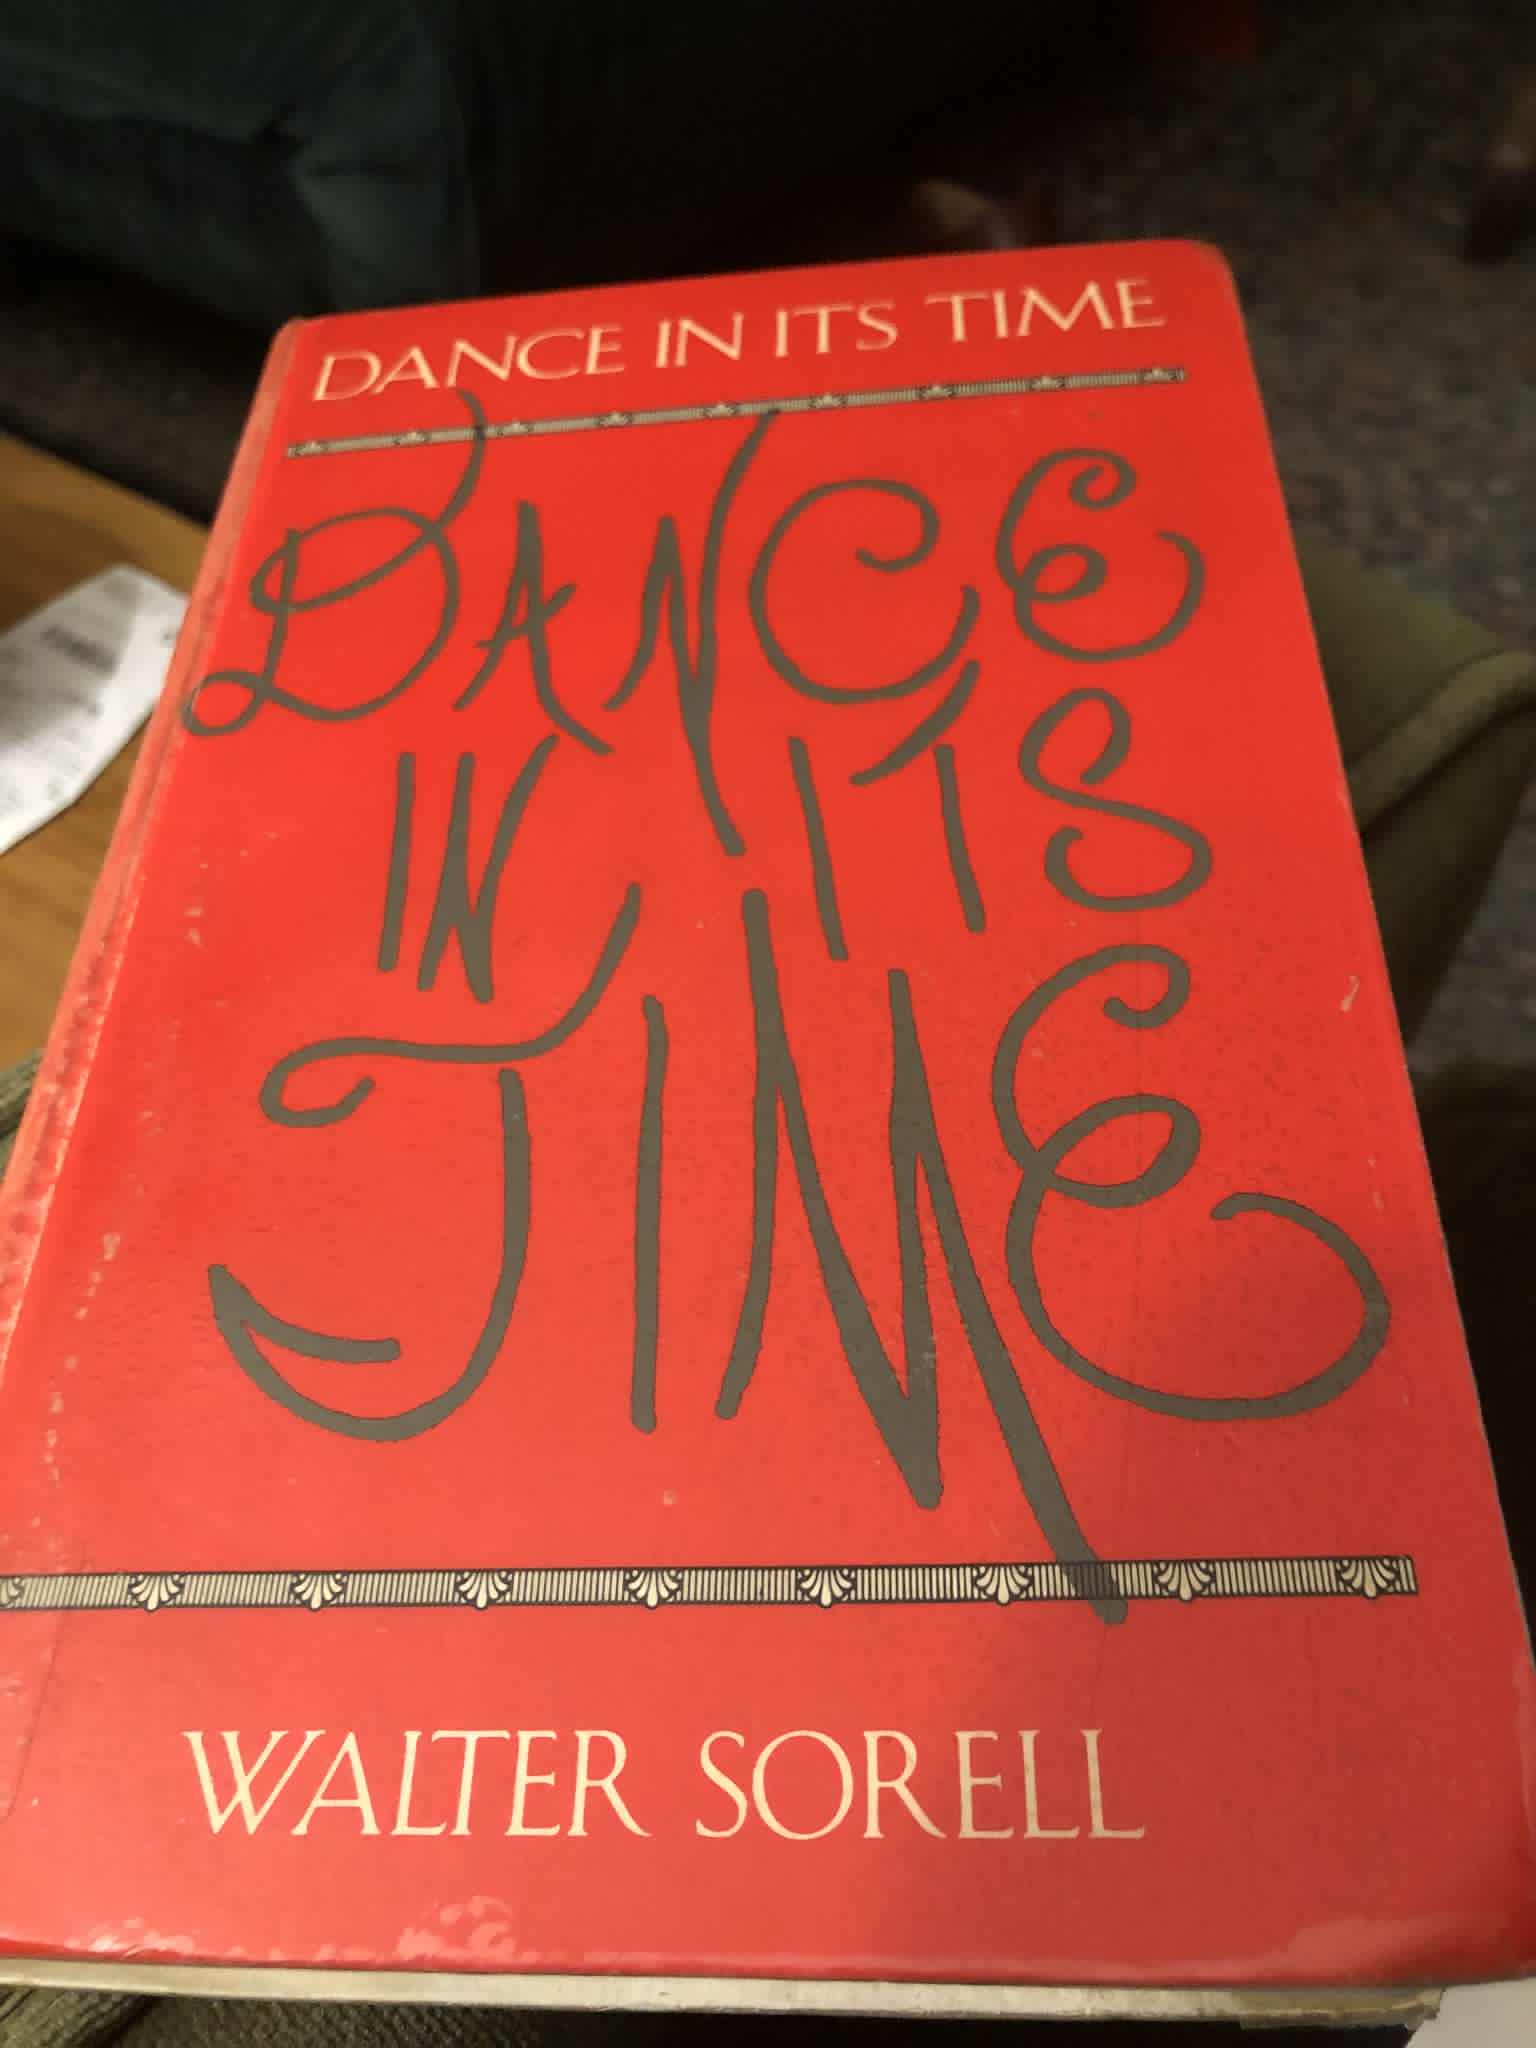 DANCE IN ITS TIME
DANCE
IN ITS
TIME
WALTER SORELL